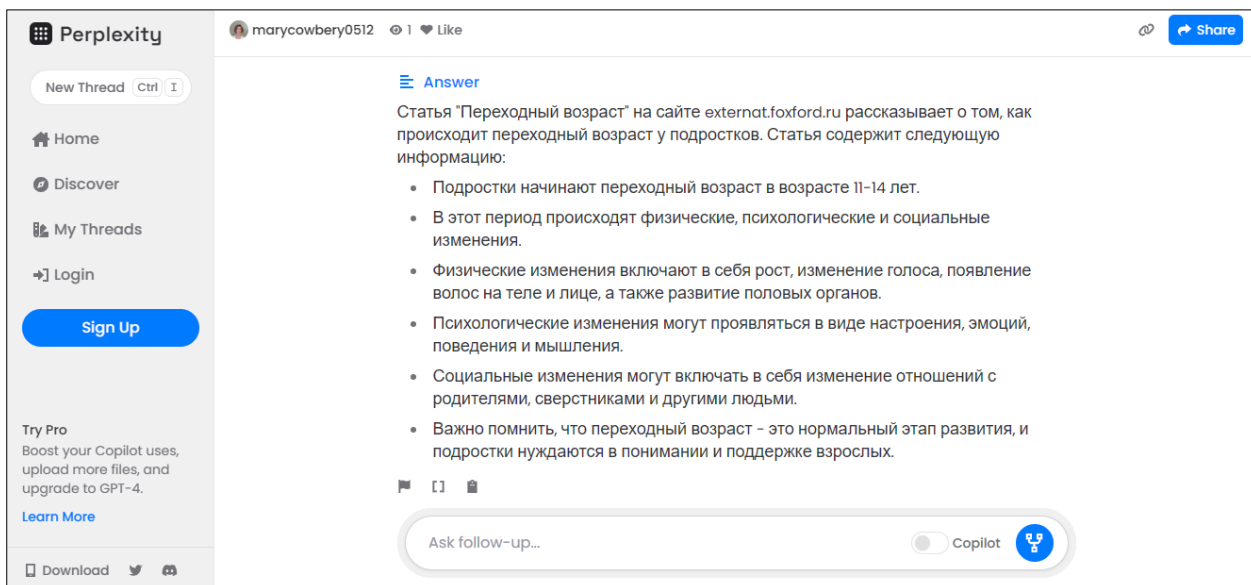 Perplexity
New Thread Ctrl I
Home
Discover
My Threads
Login
Sign Up
Try Pro
Boost your Copilot uses,
upload more files, and
upgrade to GPT-4.
Learn More
Download
marycowbery0512 1 Like
Share
Answer
Статья "Переходный возраст" на сайте externat.foxford.ru рассказывает о том, как
происходит переходный возраст у подростков. Статья содержит следующую
информацию:
• Подростки начинают переходный возраст в возрасте 11-14 лет.
• В этот период происходят физические, психологические и социальные
изменения.
• Физические изменения включают в себя рост, изменение голоса, появление
волос на теле и лице, а также развитие половых органов.
• Психологические изменения могут проявляться в виде настроения, эмоций,
поведения и мышления.
• Социальные изменения могут включать в себя изменение отношений с
родителями, сверстниками и другими людьми.
• Важно помнить, что переходный возраст - это нормальный этап развития, и
подростки нуждаются в понимании и поддержке взрослых.
Ask follow-up...
Copilot